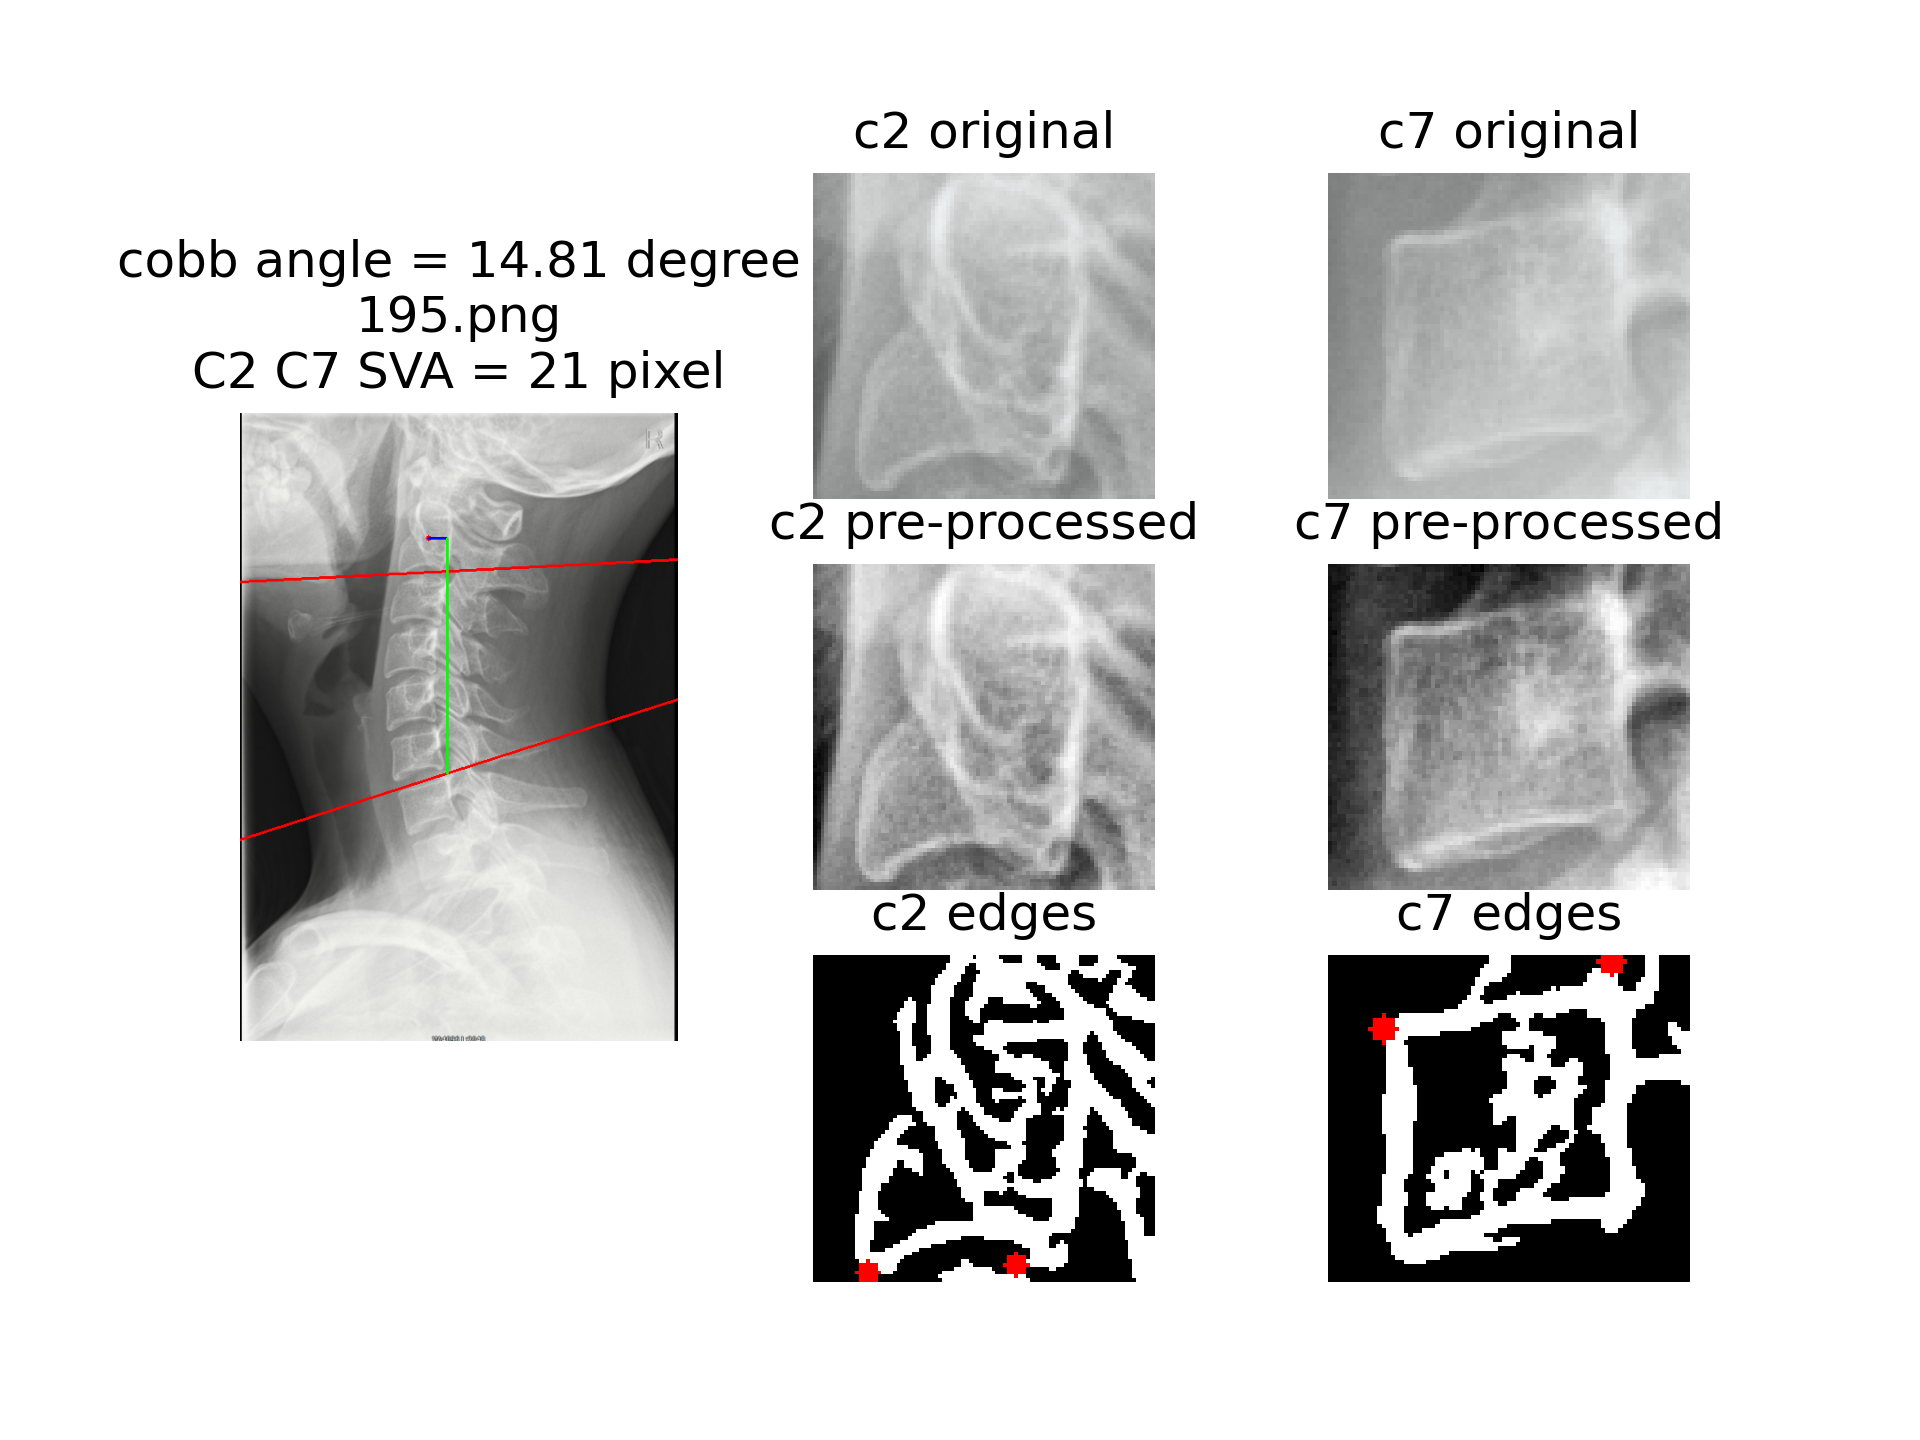 cobb angle = 14.81 degree
195.png
C2 C7 SVA = 21 pixel
R
c2 original
c7 original
c2 pre-processed
c7 pre-processed
c2 edges
c7 edges